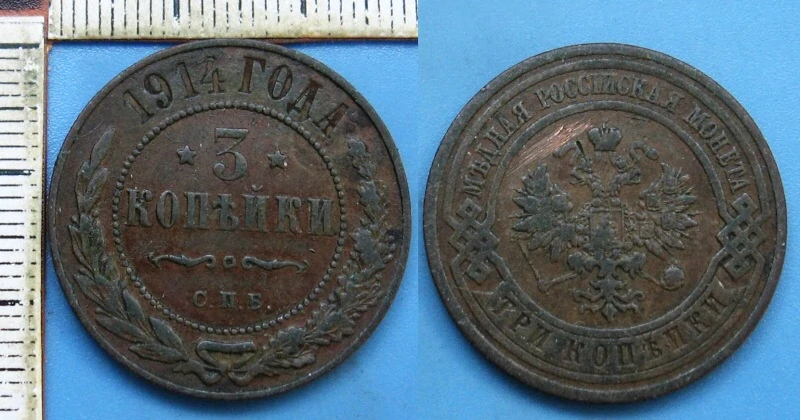 1914 ГОДА
3
КОПѢЙКИ
С.П.Б.
МѢДНАЯ РОССІЙСКАЯ МОНЕТА
ТРИ КОПѢЙКИ